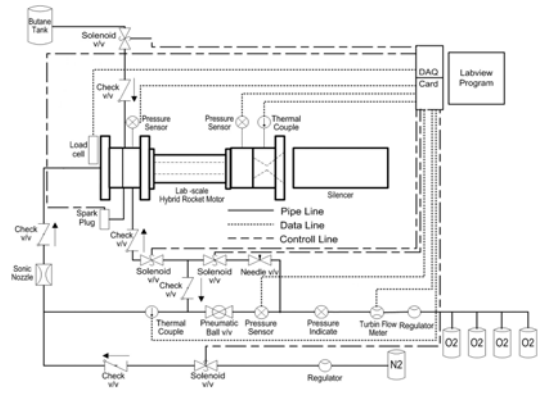 Butane
Tank
Solenoid
v/v
L
DAQ
Card
Labview
Program
Check
v/v
Pressure
Sensor
Pressure
Sensor
Thermal
Couple
Load
cell
Lab -scale
Hybrid Rocket Motor
Silencer
Spark
Plug
Pipe Line
Data Line
Controll Line
Check
v/v
Check
v/v
Sonic
Nozzle
Solenoid
v/v
Solenoid
v/v
Needle v/v
Check
v/v
Thermal
Couple
Pneumatic
Ball v/v
Pressure
Sensor
Pressure
Indicate
Turbin Flow
Meter
Regulator
O2
O2
O2
O2
Check
v/v
Solenoid
v/v
Regulator
N2